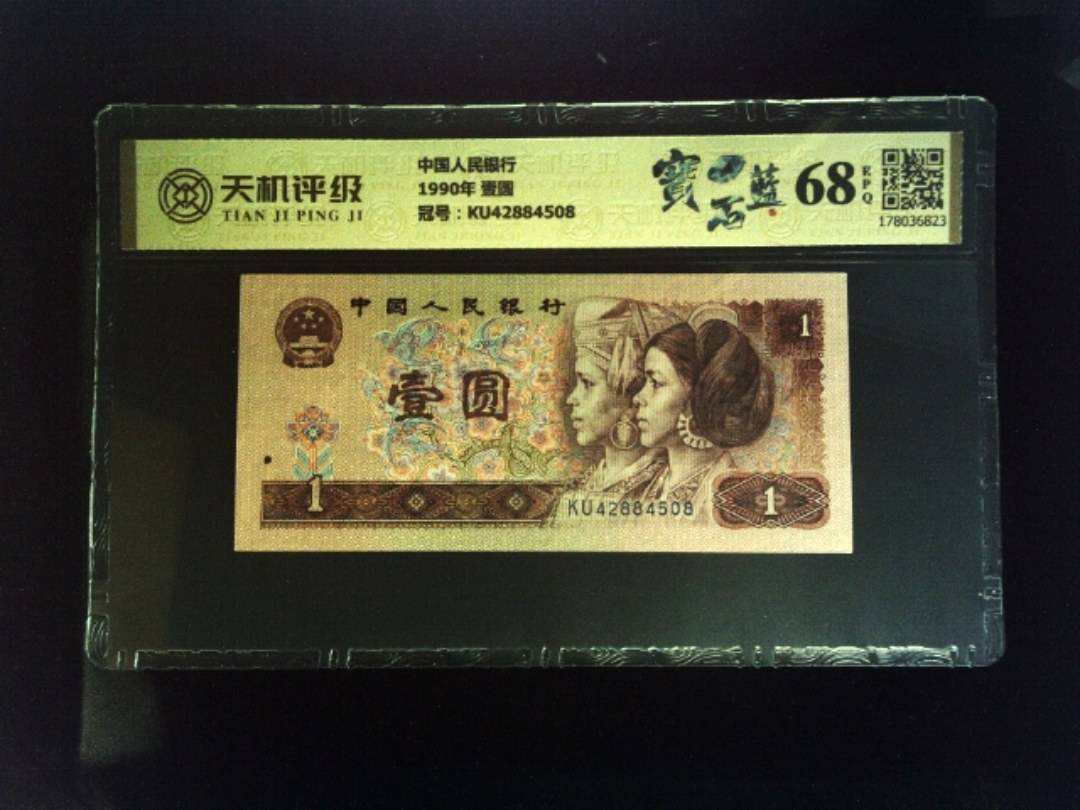 天机评级
TIAN JI PING JI
中国人民银行
1990年 壹圆
冠号：KU42884508
寶石藍
68
EPQ
178036823
中国人民银行
壹圆
1
1
KU42884508
1